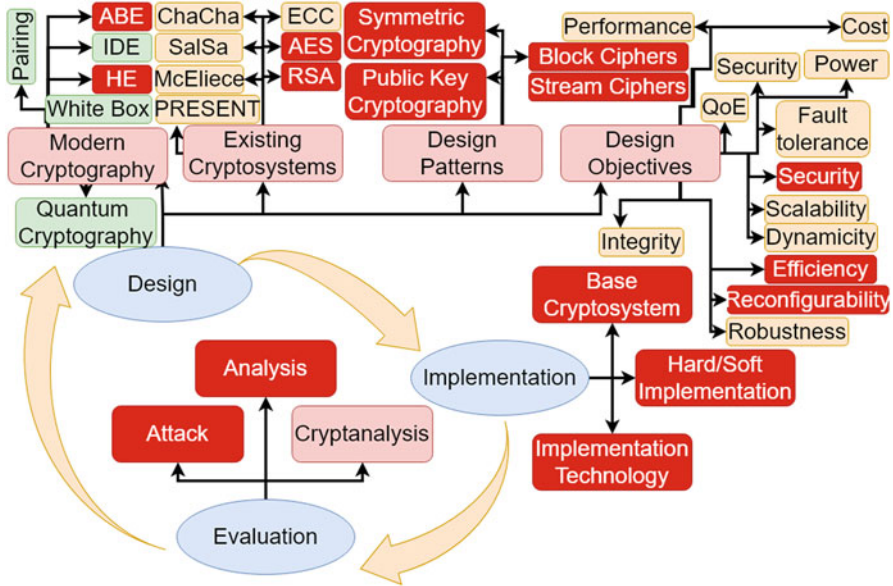 Pairing
ABE
IDE
HE
White Box
ChaCha
SalSa
McEliece
PRESENT
ECC
AES
RSA
Symmetric
Cryptography
Public Key
Cryptography
Block Ciphers
Stream Ciphers
Performance
Cost
Security
Power
QoE
Fault
tolerance
Modern
Cryptography
Existing
Cryptosystems
Design
Patterns
Design
Objectives
Security
Scalability
Dynamicity
Quantum
Cryptography
Integrity
Efficiency
Reconfigurability
Robustness
Design
Base
Cryptosystem
Implementation
Hard/Soft
Implementation
Implementation
Technology
Analysis
Attack
Cryptanalysis
Evaluation